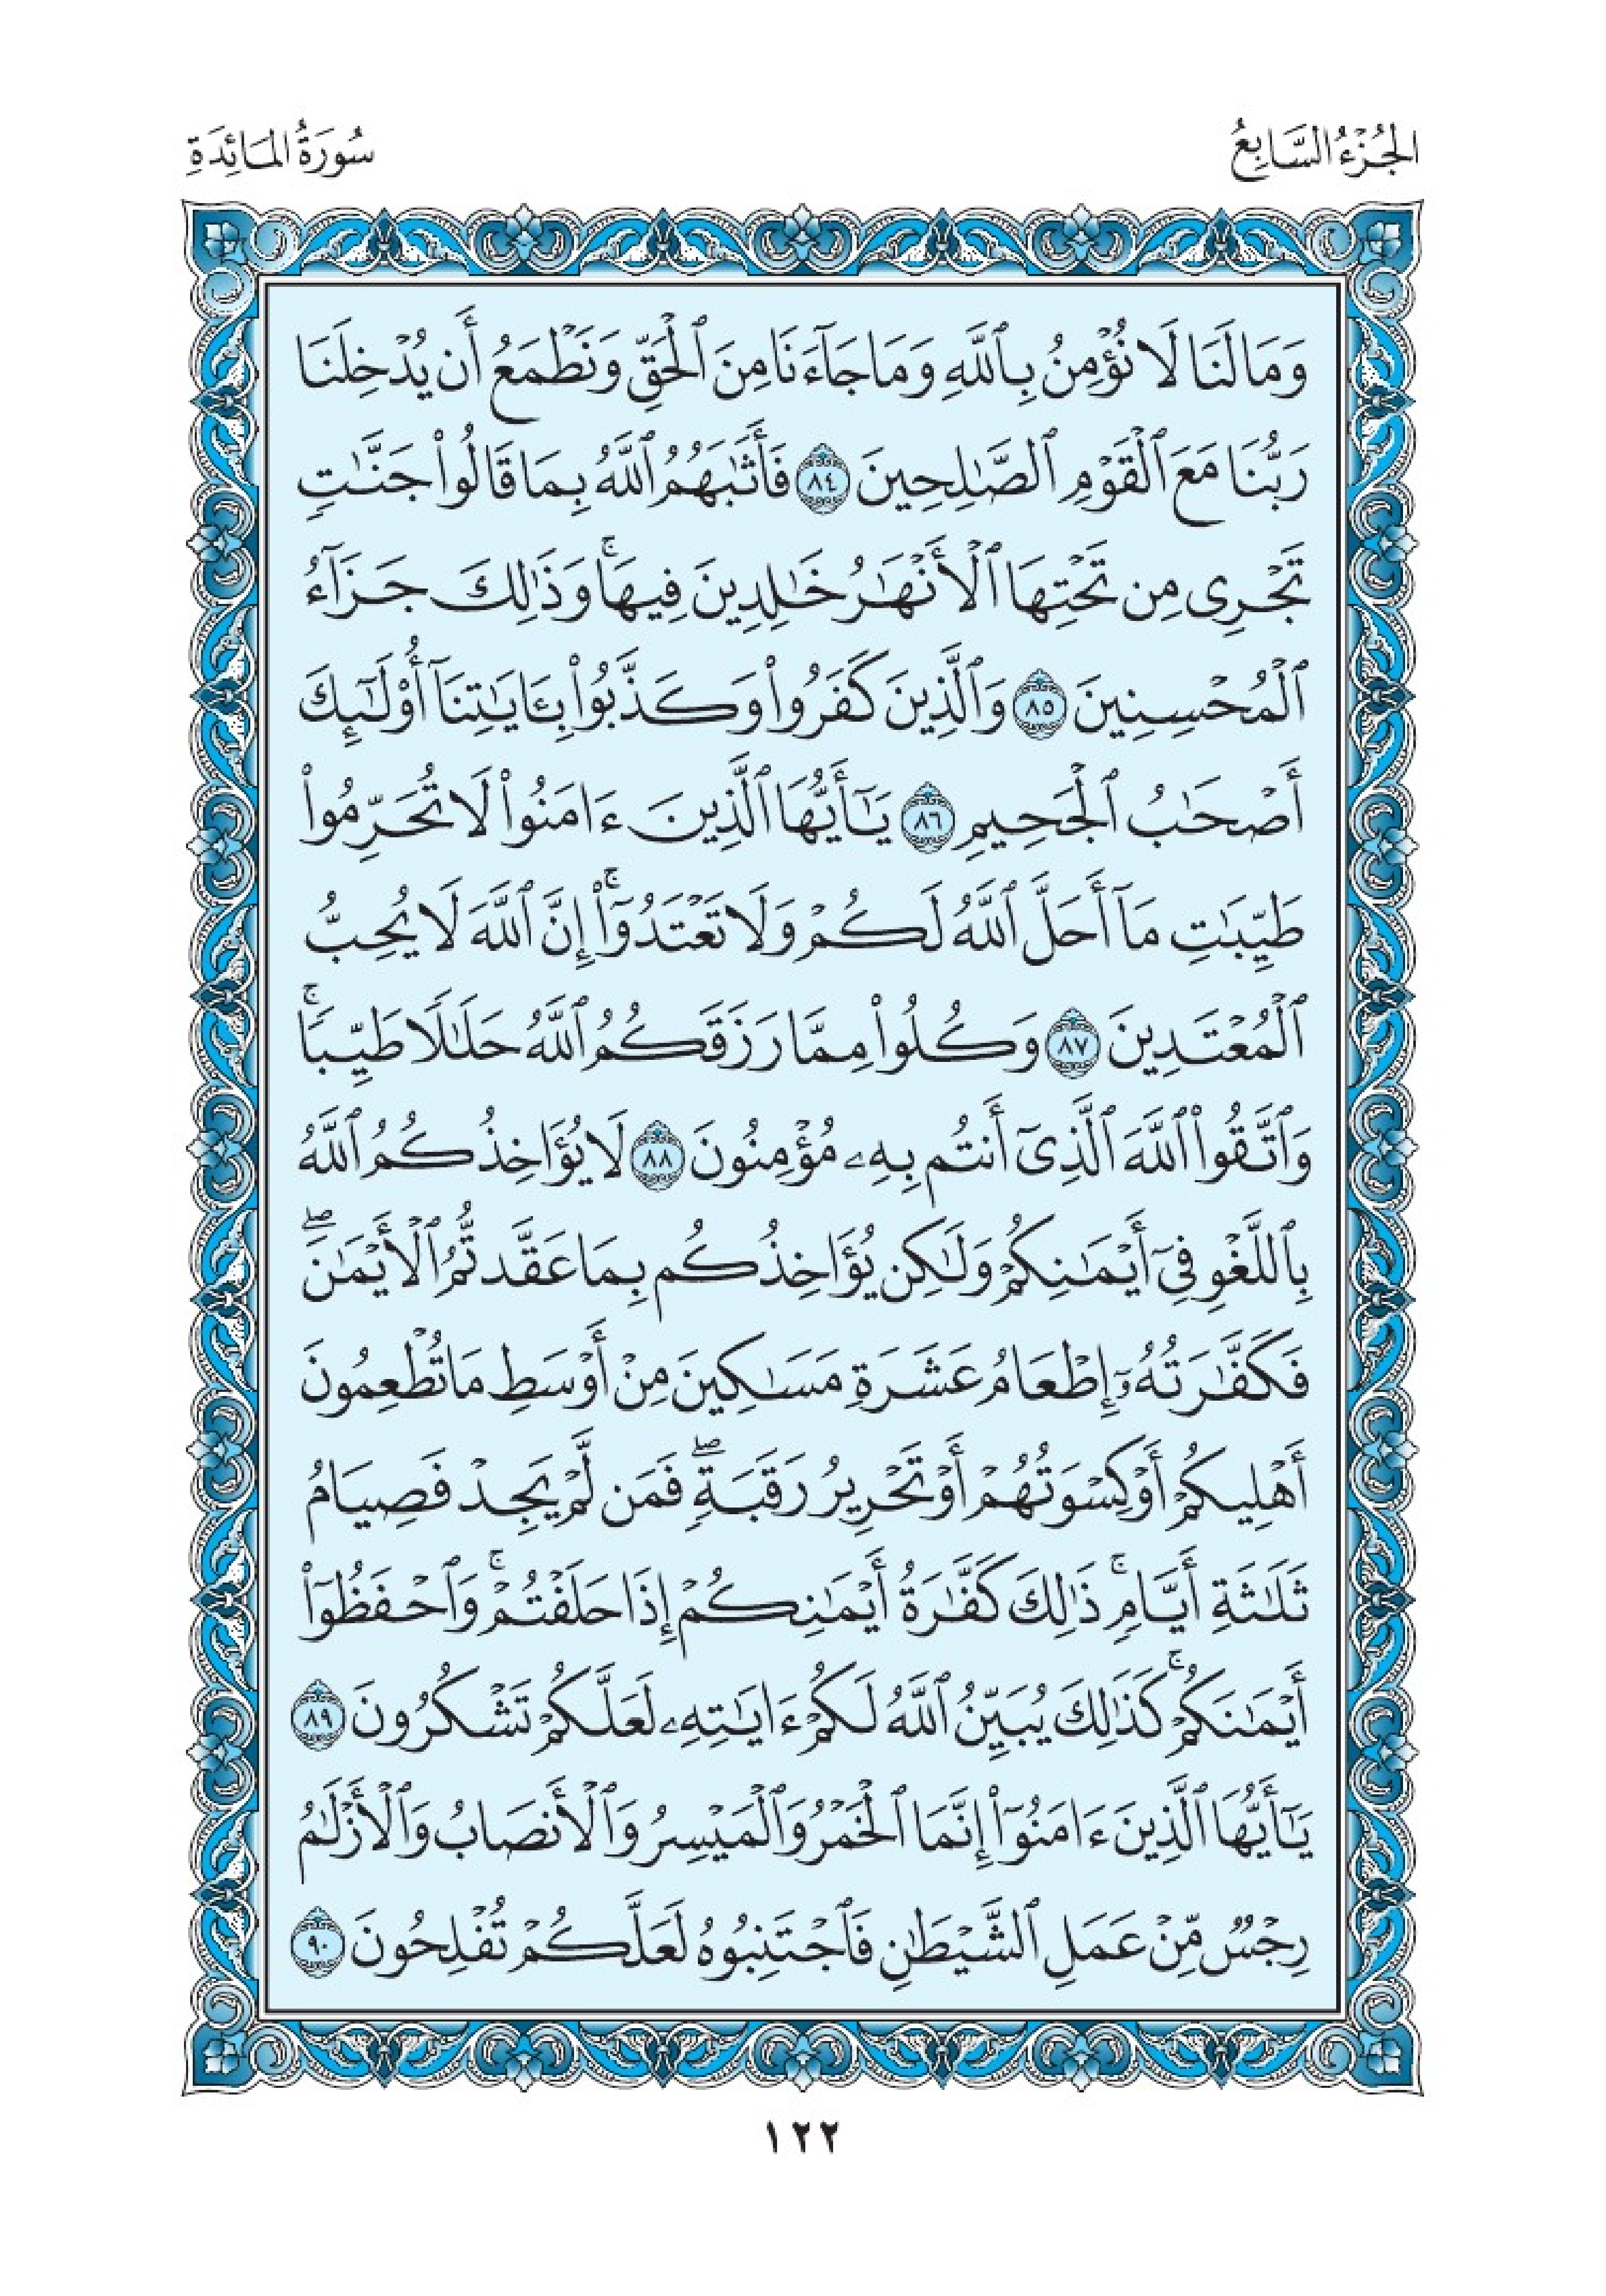 الجُزْءُ السَّابِعُ
سُورَةُ المَائِدَةِ
وَمَا لَنَا لَا نُؤْمِنُ بِٱللَّهِ وَمَا جَآءَنَا مِنَ ٱلْحَقِّ وَنَطْمَعُ أَن يُدْخِلَنَا
رَبُّنَا مَعَ ٱلْقَوْمِ ٱلصَّـٰلِحِينَ ٨٤ فَأَثَـٰبَهُمُ ٱللَّهُ بِمَا قَالُوا۟ جَنَّـٰتٍ
تَجْرِى مِن تَحْتِهَا ٱلْأَنْهَـٰرُ خَـٰلِدِينَ فِيهَا ۚ وَذَٰلِكَ جَزَآءُ
ٱلْمُحْسِنِينَ ٨٥ وَٱلَّذِينَ كَفَرُوا۟ وَكَذَّبُوا۟ بِـَٔايَـٰتِنَآ أُو۟لَـٰٓئِكَ
أَصْحَـٰبُ ٱلْجَحِيمِ ٨٦ يَـٰٓأَيُّهَا ٱلَّذِينَ ءَامَنُوا۟ لَا تُحَرِّمُوا۟
طَيِّبَـٰتِ مَآ أَحَلَّ ٱللَّهُ لَكُمْ وَلَا تَعْتَدُوٓا۟ ۚ إِنَّ ٱللَّهَ لَا يُحِبُّ
ٱلْمُعْتَدِينَ ٨٧ وَكُلُوا۟ مِمَّا رَزَقَكُمُ ٱللَّهُ حَلَـٰلًا طَيِّبًا ۚ
وَٱتَّقُوا۟ ٱللَّهَ ٱلَّذِىٓ أَنتُم بِهِۦ مُؤْمِنُونَ ٨٨ لَا يُؤَاخِذُكُمُ ٱللَّهُ
بِٱللَّغْوِ فِىٓ أَيْمَـٰنِكُمْ وَلَـٰكِن يُؤَاخِذُكُم بِمَا عَقَّدتُّمُ ٱلْأَيْمَـٰنَ ۖ
فَكَفَّـٰرَتُهُۥٓ إِطْعَامُ عَشَرَةِ مَسَـٰكِينَ مِنْ أَوْسَطِ مَا تُطْعِمُونَ
أَهْلِيكُمْ أَوْ كِسْوَتُهُمْ أَوْ تَحْرِيرُ رَقَبَةٍ ۖ فَمَن لَّمْ يَجِدْ فَصِيَامُ
ثَلَـٰثَةِ أَيَّامٍ ۚ ذَٰلِكَ كَفَّـٰرَةُ أَيْمَـٰنِكُمْ إِذَا حَلَفْتُمْ ۚ وَٱحْفَظُوٓا۟
أَيْمَـٰنَكُمْ ۚ كَذَٰلِكَ يُبَيِّنُ ٱللَّهُ لَكُمْ ءَايَـٰتِهِۦ لَعَلَّكُمْ تَشْكُرُونَ ٨٩
يَـٰٓأَيُّهَا ٱلَّذِينَ ءَامَنُوٓا۟ إِنَّمَا ٱلْخَمْرُ وَٱلْمَيْسِرُ وَٱلْأَنصَابُ وَٱلْأَزْلَـٰمُ
رِجْسٌ مِّنْ عَمَلِ ٱلشَّيْطَـٰنِ فَٱجْتَنِبُوهُ لَعَلَّكُمْ تُفْلِحُونَ ٩٠
١٢٢